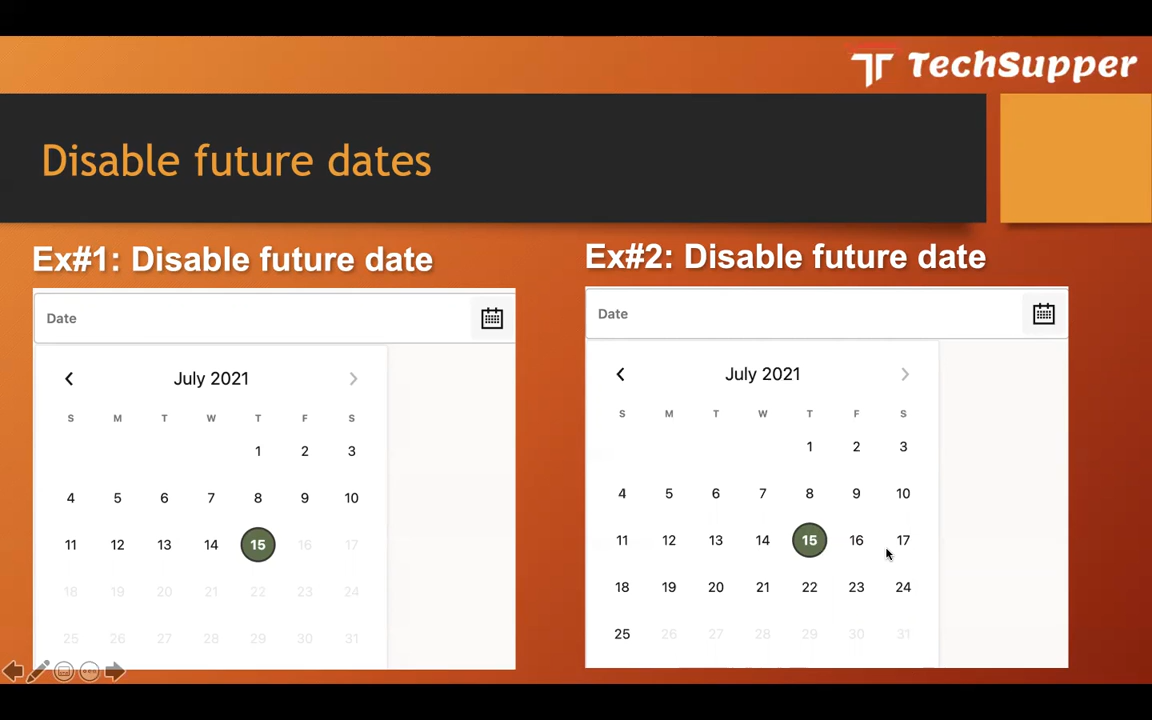 TechSupper
Disable future dates
Ex#1: Disable future date
Date
July 2021
S M T W T F S
1 2 3
4 5 6 7 8 9 10
11 12 13 14 15 16 17
18 19 20 21 22 23 24
25 26 27 28 29 30 31
Ex#2: Disable future date
Date
July 2021
S M T W T F S
1 2 3
4 5 6 7 8 9 10
11 12 13 14 15 16 17
18 19 20 21 22 23 24
25 26 27 28 29 30 31